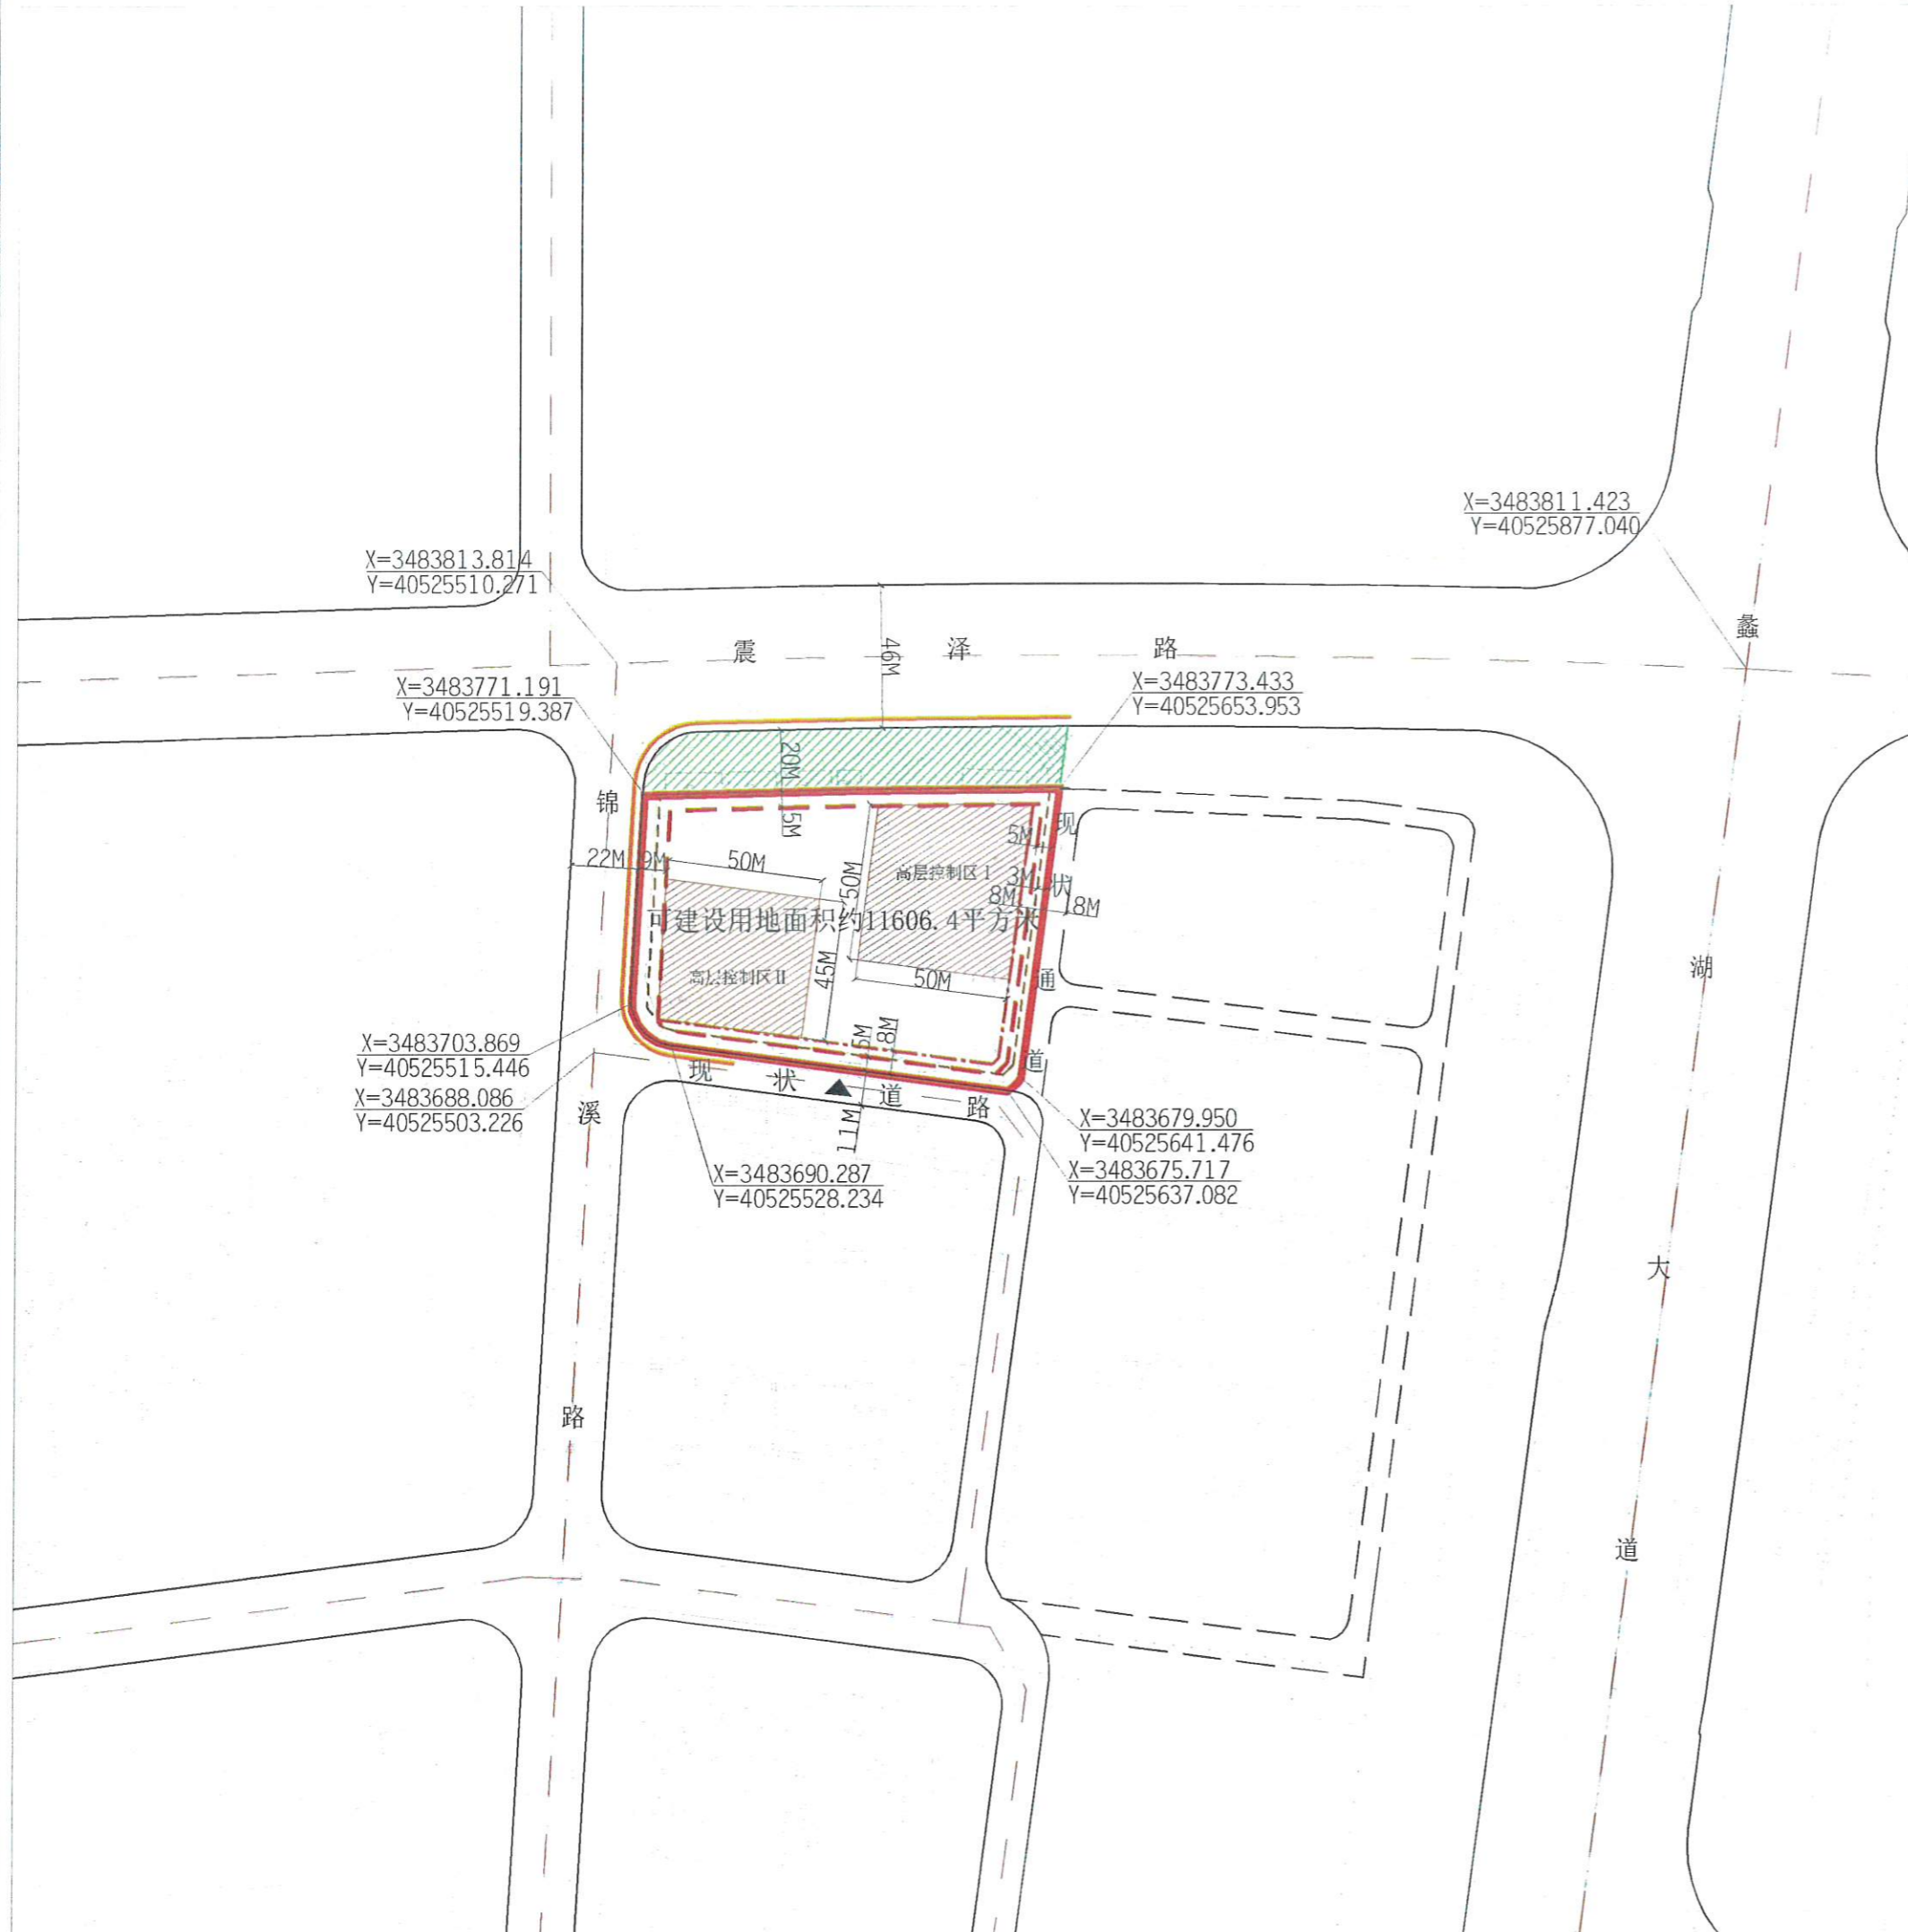 X=3483811.423
Y=40525877.040
X=3483813.814
Y=40525510.271
震泽路
46M
蠡湖大道
X=3483771.191
Y=40525519.387
X=3483773.433
Y=40525653.953
20M
锦溪路
5M
现状通道
5M
22M
9M
50M
50M
高层控制区Ⅰ
3M
8M
18M
可建设用地面积约11606.4平方米
高层控制区Ⅱ
45M
50M
5M
8M
X=3483703.869
Y=40525515.446
现状道路
X=3483688.086
Y=40525503.226
11M
X=3483679.950
Y=40525641.476
X=3483690.287
Y=40525528.234
X=3483675.717
Y=40525637.082